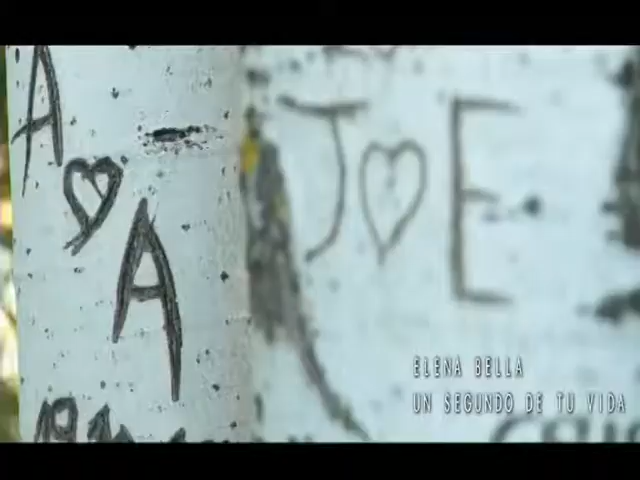 A
♡
A
J♡E
ELENA BELLA
UN SEGUNDO DE TU VIDA